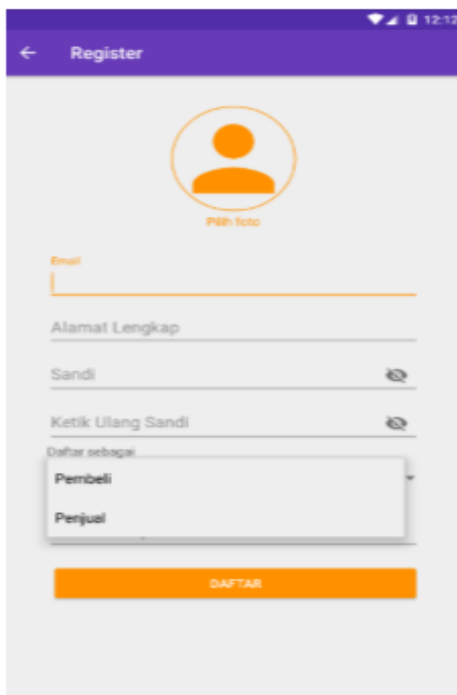 12:12
Register
Pilih foto
Email
Alamat Lengkap
Sandi
Ketik Ulang Sandi
Daftar sebagai
Pembeli
Penjual
DAFTAR